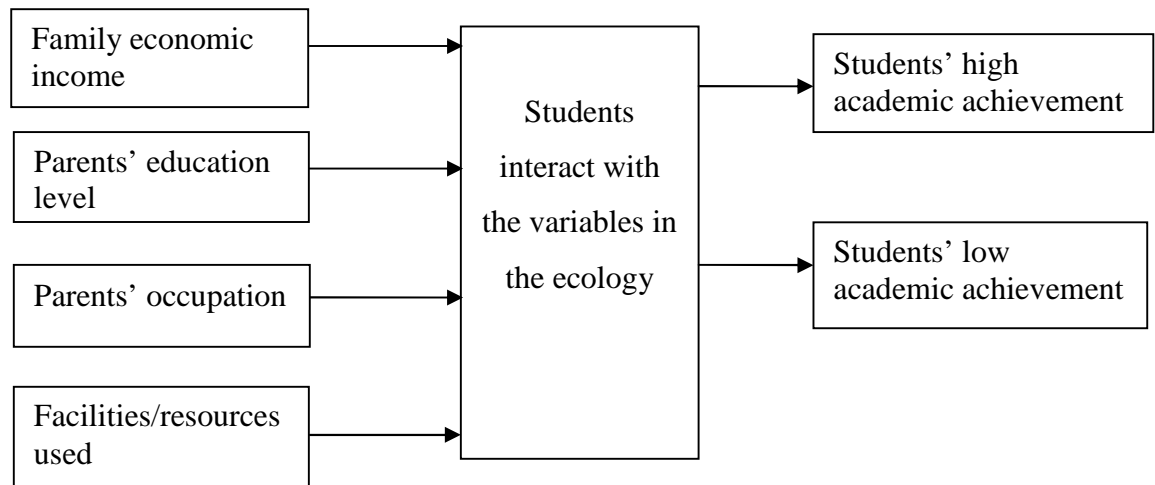 Family economic
income
Parents’ education
level
Parents’ occupation
Facilities/resources
used
Students
interact with
the variables in
the ecology
Students’ high
academic achievement
Students’ low
academic achievement